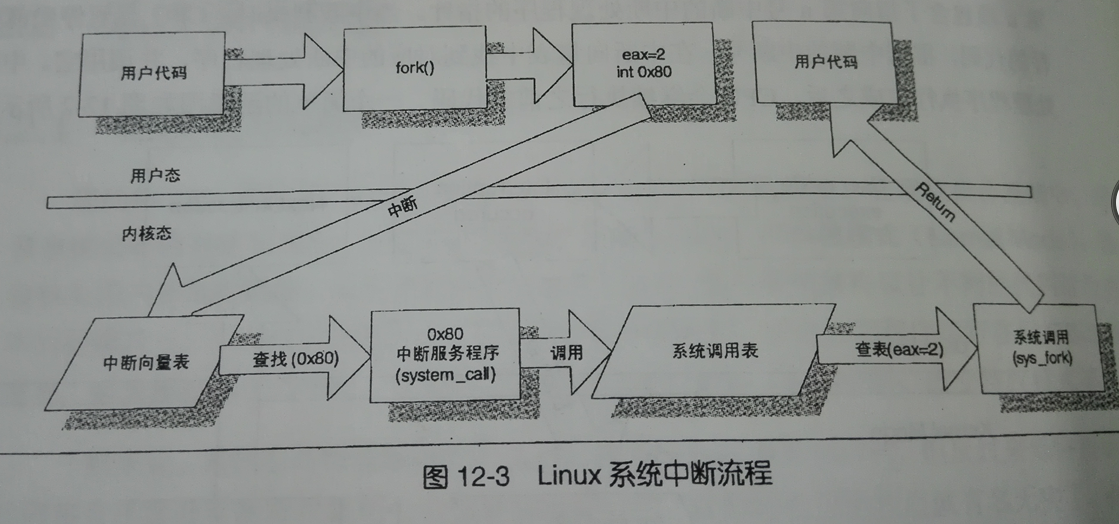 用户代码
fork()
eax=2
int 0x80
用户代码
用户态
中断
Return
内核态
中断向量表
查找(0x80)
0x80
中断服务程序
(system_call)
调用
系统调用表
查表(eax=2)
系统调用
(sys_fork)
图 12-3 Linux 系统中断流程